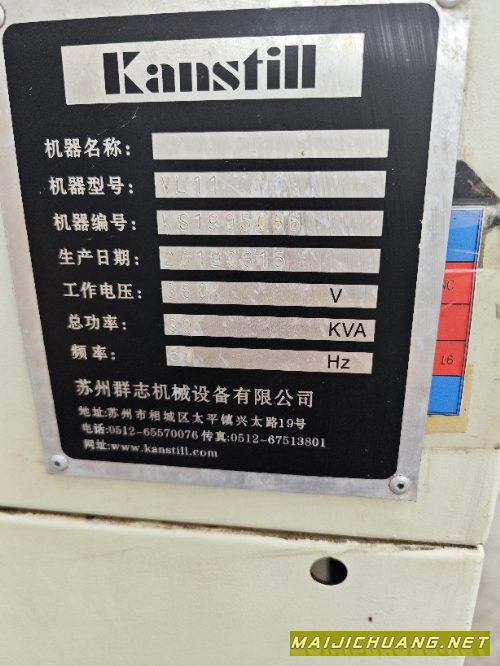 Kanstill
机器名称:
机器型号: VL11
机器编号:
生产日期:
工作电压: 380 V
总功率: KVA
频率: Hz
苏州群志机械设备有限公司
地址:苏州市相城区太平镇兴太路19号
电话:0512-65570076 传真:0512-67513801
网址:www.kanstill.com
16
MAIJICHUANG.NET